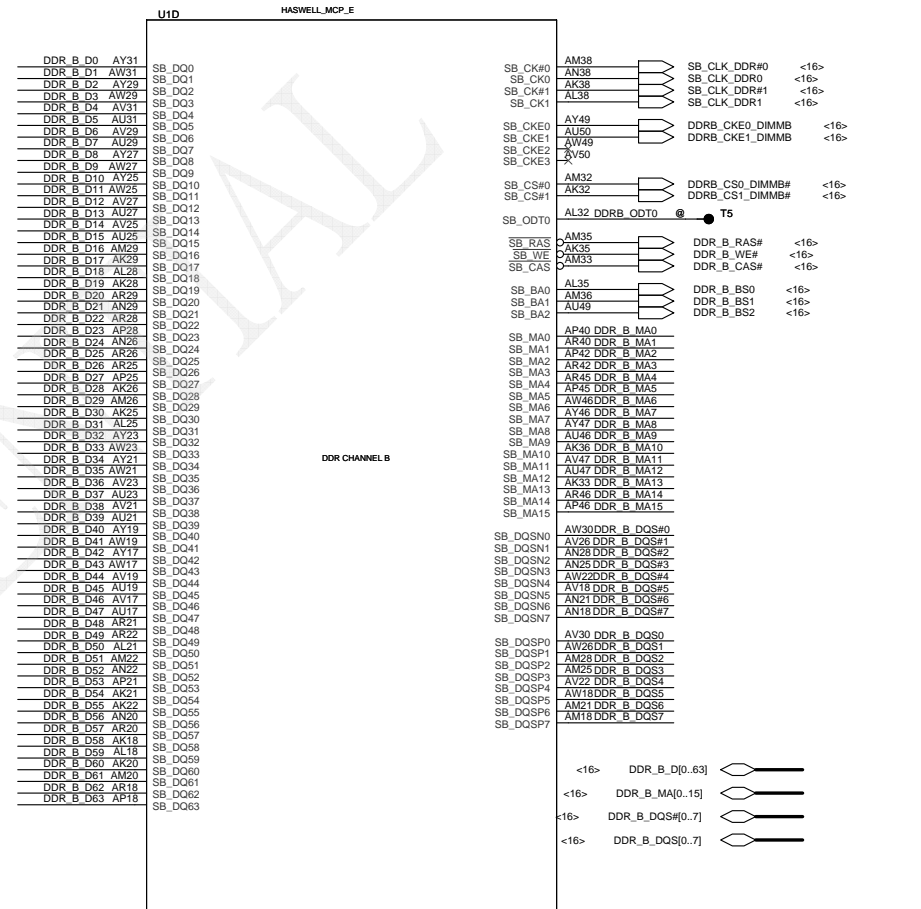 U1D
HASWELL_MCP_E
DDR_B_D0 AY31 SB_DQ0
DDR_B_D1 AW31 SB_DQ1
DDR_B_D2 AY29 SB_DQ2
DDR_B_D3 AW29 SB_DQ3
DDR_B_D4 AV31 SB_DQ4
DDR_B_D5 AU31 SB_DQ5
DDR_B_D6 AV29 SB_DQ6
DDR_B_D7 AU29 SB_DQ7
DDR_B_D8 AY27 SB_DQ8
DDR_B_D9 AW27 SB_DQ9
DDR_B_D10 AY25 SB_DQ10
DDR_B_D11 AW25 SB_DQ11
DDR_B_D12 AV27 SB_DQ12
DDR_B_D13 AU27 SB_DQ13
DDR_B_D14 AV25 SB_DQ14
DDR_B_D15 AU25 SB_DQ15
DDR_B_D16 AM29 SB_DQ16
DDR_B_D17 AK29 SB_DQ17
DDR_B_D18 AL28 SB_DQ18
DDR_B_D19 AK28 SB_DQ19
DDR_B_D20 AR29 SB_DQ20
DDR_B_D21 AN29 SB_DQ21
DDR_B_D22 AR28 SB_DQ22
DDR_B_D23 AP28 SB_DQ23
DDR_B_D24 AN26 SB_DQ24
DDR_B_D25 AR26 SB_DQ25
DDR_B_D26 AR25 SB_DQ26
DDR_B_D27 AP25 SB_DQ27
DDR_B_D28 AK26 SB_DQ28
DDR_B_D29 AM26 SB_DQ29
DDR_B_D30 AK25 SB_DQ30
DDR_B_D31 AL25 SB_DQ31
DDR_B_D32 AY23 SB_DQ32
DDR_B_D33 AW23 SB_DQ33
DDR_B_D34 AY21 SB_DQ34
DDR_B_D35 AW21 SB_DQ35
DDR_B_D36 AV23 SB_DQ36
DDR_B_D37 AU23 SB_DQ37
DDR_B_D38 AV21 SB_DQ38
DDR_B_D39 AU21 SB_DQ39
DDR_B_D40 AY19 SB_DQ40
DDR_B_D41 AW19 SB_DQ41
DDR_B_D42 AY17 SB_DQ42
DDR_B_D43 AW17 SB_DQ43
DDR_B_D44 AV19 SB_DQ44
DDR_B_D45 AU19 SB_DQ45
DDR_B_D46 AV17 SB_DQ46
DDR_B_D47 AU17 SB_DQ47
DDR_B_D48 AR21 SB_DQ48
DDR_B_D49 AR22 SB_DQ49
DDR_B_D50 AL21 SB_DQ50
DDR_B_D51 AM22 SB_DQ51
DDR_B_D52 AN22 SB_DQ52
DDR_B_D53 AP21 SB_DQ53
DDR_B_D54 AK21 SB_DQ54
DDR_B_D55 AK22 SB_DQ55
DDR_B_D56 AN20 SB_DQ56
DDR_B_D57 AR20 SB_DQ57
DDR_B_D58 AK18 SB_DQ58
DDR_B_D59 AL18 SB_DQ59
DDR_B_D60 AK20 SB_DQ60
DDR_B_D61 AM20 SB_DQ61
DDR_B_D62 AR18 SB_DQ62
DDR_B_D63 AP18 SB_DQ63
DDR CHANNEL B
SB_CK#0 AM38 SB_CLK_DDR#0 <16>
SB_CK0 AN38 SB_CLK_DDR0 <16>
SB_CK#1 AK38 SB_CLK_DDR#1 <16>
SB_CK1 AL38 SB_CLK_DDR1 <16>
SB_CKE0 AY49 DDRB_CKE0_DIMMB <16>
SB_CKE1 AU50 DDRB_CKE1_DIMMB <16>
SB_CKE2 AW49
SB_CKE3 AV50
SB_CS#0 AM32 DDRB_CS0_DIMMB# <16>
SB_CS#1 AK32 DDRB_CS1_DIMMB# <16>
SB_ODT0 AL32 DDRB_ODT0 @ T5
SB_RAS AM35 DDR_B_RAS# <16>
SB_WE AK35 DDR_B_WE# <16>
SB_CAS AM33 DDR_B_CAS# <16>
SB_BA0 AL35 DDR_B_BS0 <16>
SB_BA1 AM36 DDR_B_BS1 <16>
SB_BA2 AU49 DDR_B_BS2 <16>
SB_MA0 AP40 DDR_B_MA0
SB_MA1 AR40 DDR_B_MA1
SB_MA2 AP42 DDR_B_MA2
SB_MA3 AR42 DDR_B_MA3
SB_MA4 AR45 DDR_B_MA4
SB_MA5 AP45 DDR_B_MA5
SB_MA6 AW46 DDR_B_MA6
SB_MA7 AY46 DDR_B_MA7
SB_MA8 AY47 DDR_B_MA8
SB_MA9 AU46 DDR_B_MA9
SB_MA10 AK36 DDR_B_MA10
SB_MA11 AV47 DDR_B_MA11
SB_MA12 AU47 DDR_B_MA12
SB_MA13 AK33 DDR_B_MA13
SB_MA14 AR46 DDR_B_MA14
SB_MA15 AP46 DDR_B_MA15
SB_DQSN0 AW30 DDR_B_DQS#0
SB_DQSN1 AV26 DDR_B_DQS#1
SB_DQSN2 AN28 DDR_B_DQS#2
SB_DQSN3 AN25 DDR_B_DQS#3
SB_DQSN4 AW22 DDR_B_DQS#4
SB_DQSN5 AV18 DDR_B_DQS#5
SB_DQSN6 AN21 DDR_B_DQS#6
SB_DQSN7 AN18 DDR_B_DQS#7
SB_DQSP0 AV30 DDR_B_DQS0
SB_DQSP1 AW26 DDR_B_DQS1
SB_DQSP2 AM28 DDR_B_DQS2
SB_DQSP3 AM25 DDR_B_DQS3
SB_DQSP4 AV22 DDR_B_DQS4
SB_DQSP5 AW18 DDR_B_DQS5
SB_DQSP6 AM21 DDR_B_DQS6
SB_DQSP7 AM18 DDR_B_DQS7
<16> DDR_B_D[0..63]
<16> DDR_B_MA[0..15]
<16> DDR_B_DQS#[0..7]
<16> DDR_B_DQS[0..7]